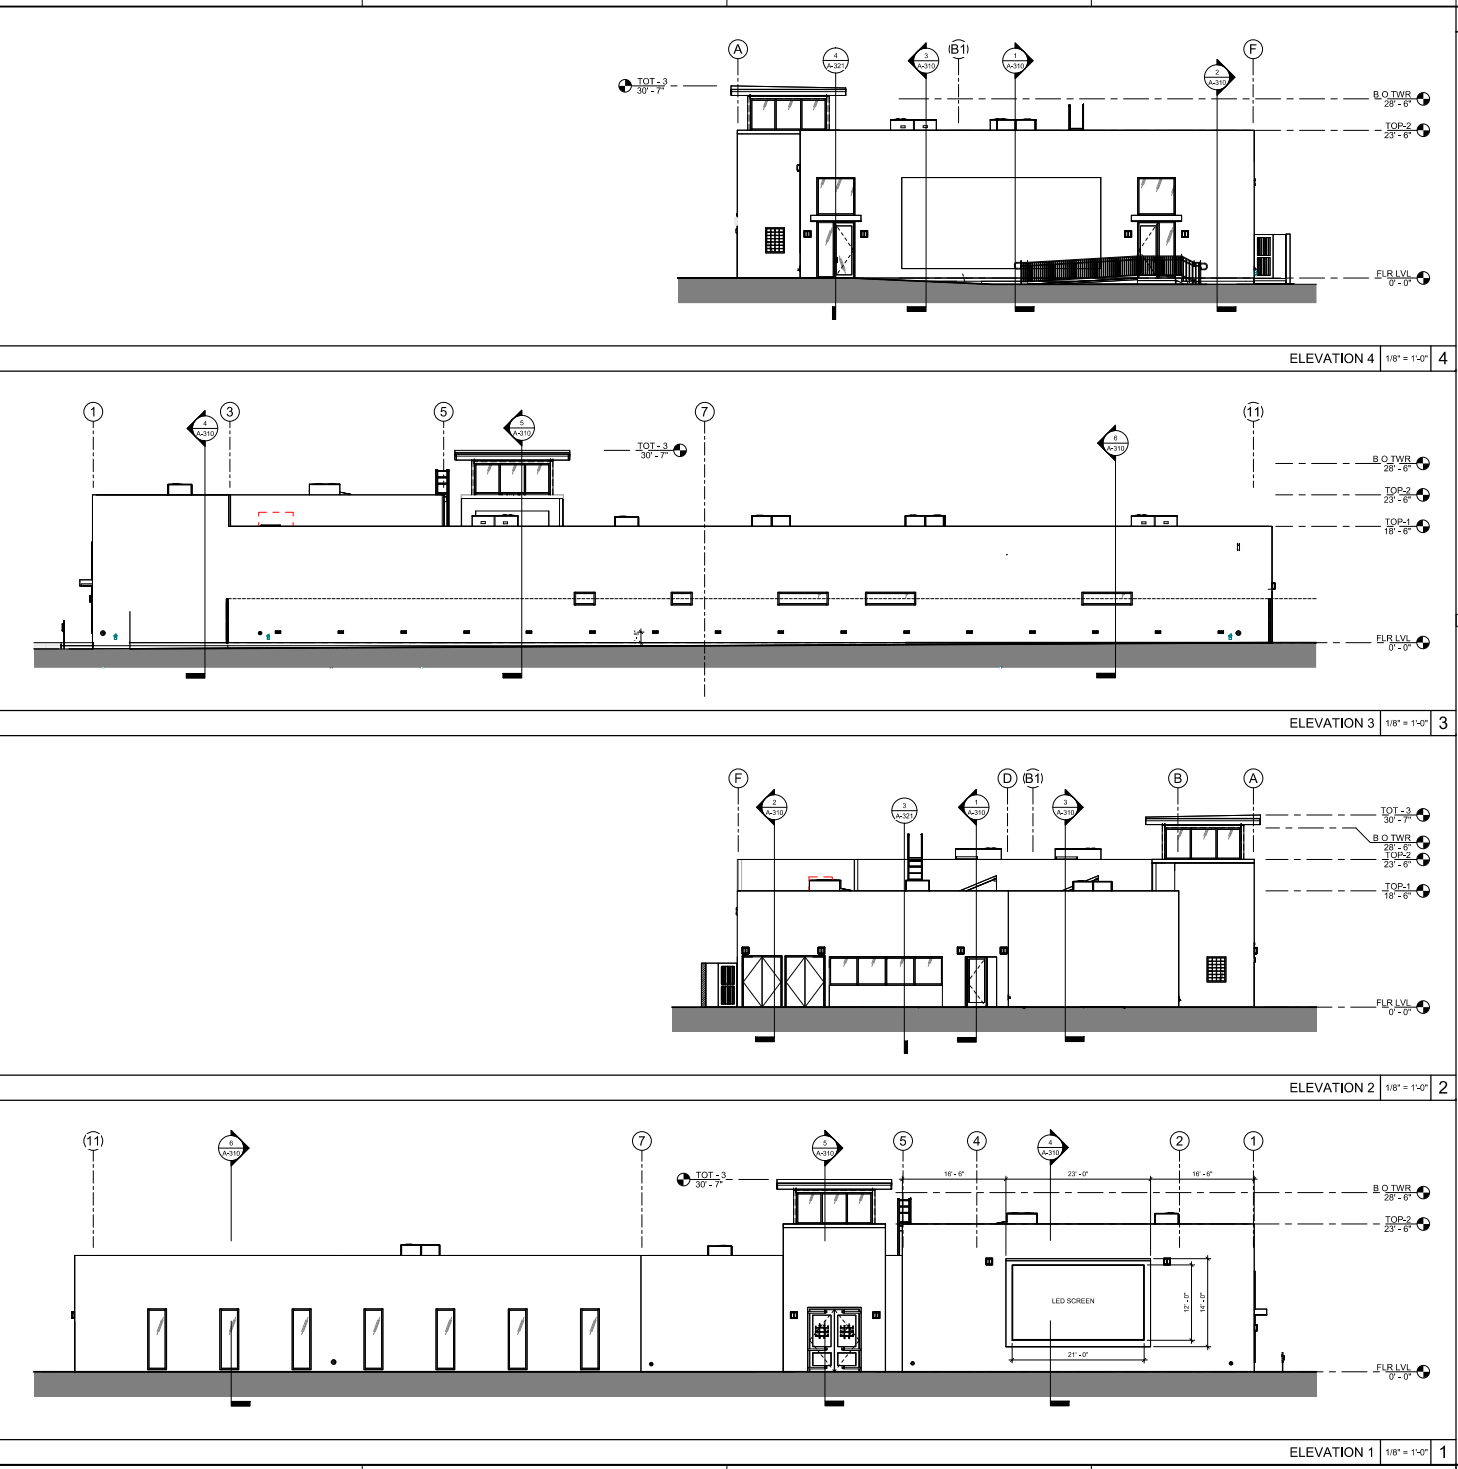 A
4
A-321
3
A-310
(B1)
1
A-310
2
A-310
F
TOT - 3
30' - 7"
B O TWR
28' - 6"
TOP-2
23' - 6"
FLR LVL
0' - 0"
ELEVATION 4 1/8" = 1'-0" 4
1
4
A-310
3
5
5
A-310
7
6
A-310
(11)
TOT - 3
30' - 7"
B O TWR
28' - 6"
TOP-2
23' - 6"
TOP-1
18' - 6"
FLR LVL
0' - 0"
ELEVATION 3 1/8" = 1'-0" 3
F
2
A-310
3
A-321
1
A-310
D
(B1)
3
A-310
B
A
TOT - 3
30' - 7"
B O TWR
28' - 6"
TOP-2
23' - 6"
TOP-1
18' - 6"
FLR LVL
0' - 0"
ELEVATION 2 1/8" = 1'-0" 2
(11)
6
A-310
7
5
A-310
5
4
4
A-310
2
1
TOT - 3
30' - 7"
16' - 6"
23' - 0"
16' - 6"
B O TWR
28' - 6"
TOP-2
23' - 6"
LED SCREEN
12' - 0"
14' - 0"
21' - 0"
FLR LVL
0' - 0"
ELEVATION 1 1/8" = 1'-0" 1